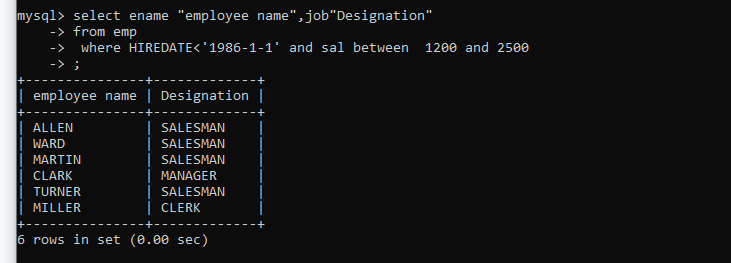 mysql> select ename "employee name",job"Designation"
    -> from emp
    ->  where HIREDATE<'1986-1-1' and sal between  1200 and 2500
    -> ;
+---------------+-------------+
| employee name | Designation |
+---------------+-------------+
| ALLEN         | SALESMAN    |
| WARD          | SALESMAN    |
| MARTIN        | SALESMAN    |
| CLARK         | MANAGER     |
| TURNER        | SALESMAN    |
| MILLER        | CLERK       |
+---------------+-------------+
6 rows in set (0.00 sec)